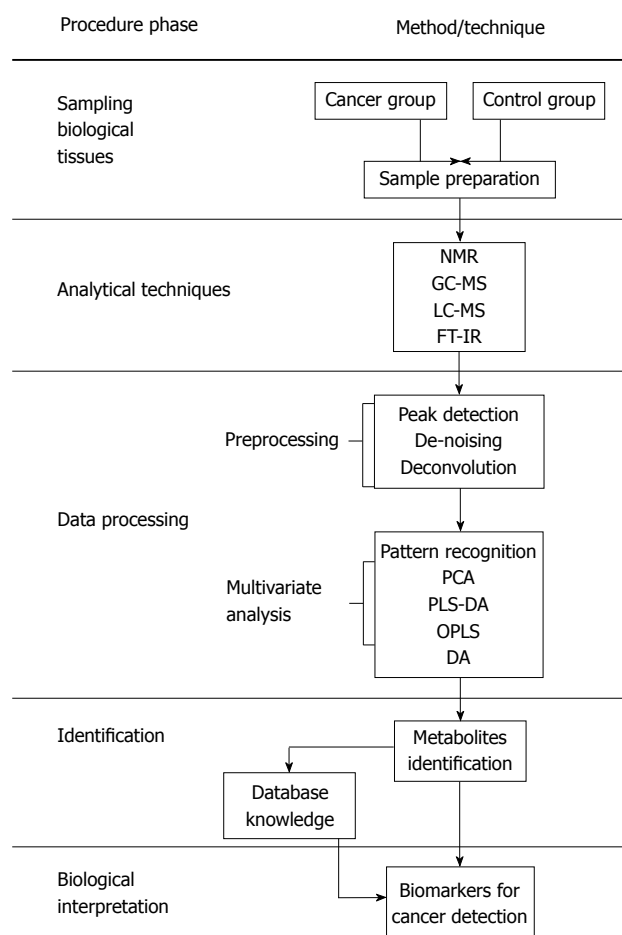 Procedure phase
Method/technique
Sampling
biological
tissues
Cancer group
Control group
Sample preparation
Analytical techniques
NMR
GC-MS
LC-MS
FT-IR
Data processing
Preprocessing
Peak detection
De-noising
Deconvolution
Multivariate
analysis
Pattern recognition
PCA
PLS-DA
OPLS
DA
Identification
Metabolites
identification
Database
knowledge
Biological
interpretation
Biomarkers for
cancer detection